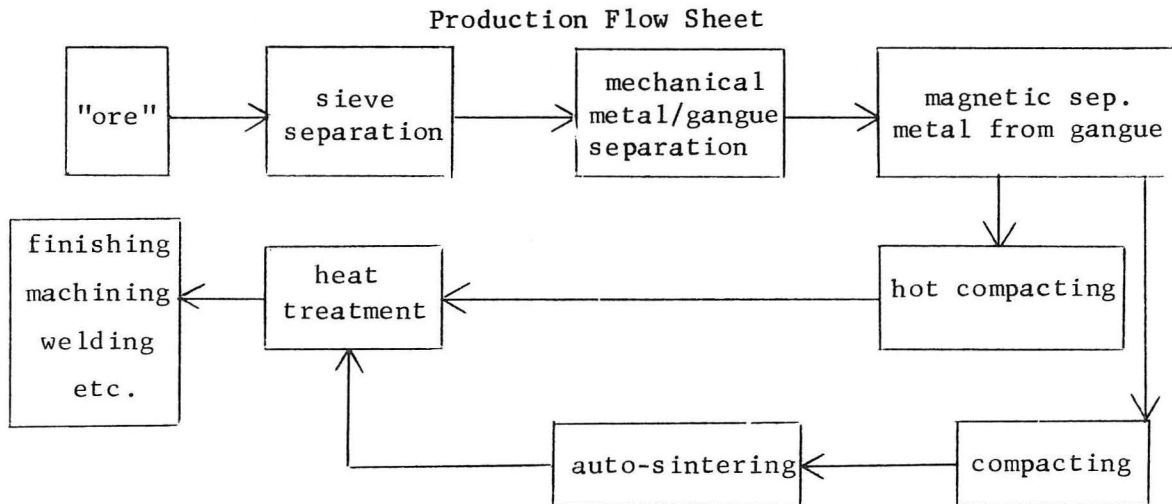 Production Flow Sheet
"ore"
sieve
separation
mechanical
metal/gangue
separation
magnetic sep.
metal from gangue
finishing
machining
welding
etc.
heat
treatment
hot compacting
auto-sintering
compacting